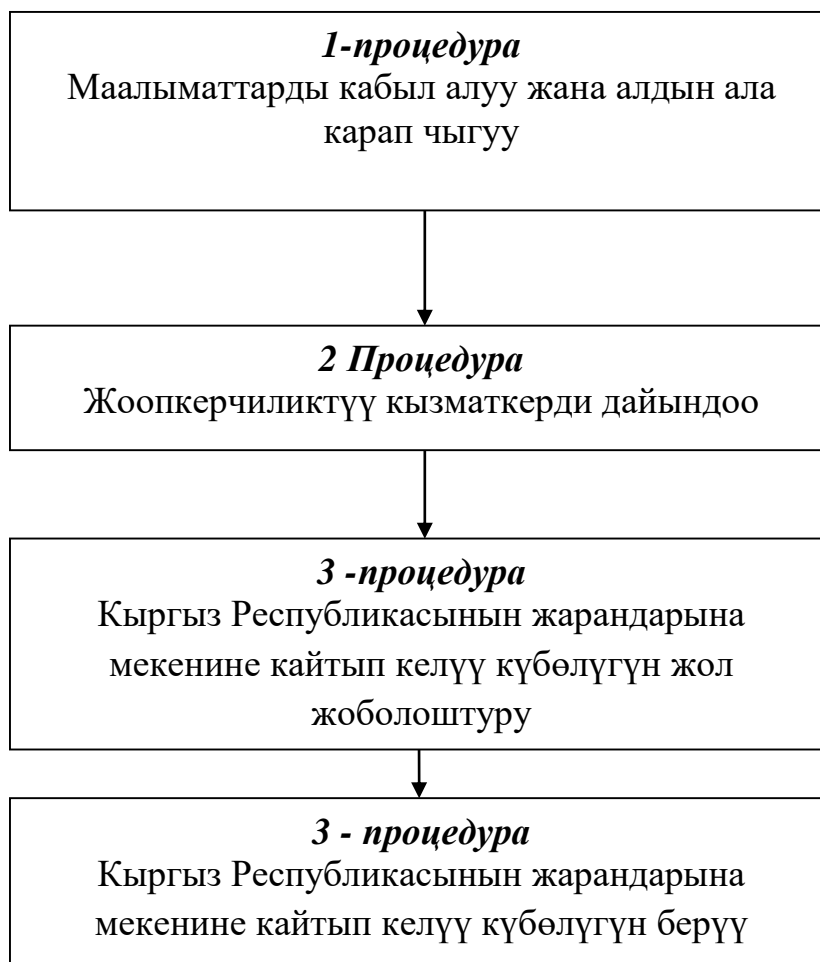 1-процедура
Маалыматтарды кабыл алуу жана алдын ала
карап чыгуу
2 Процедура
Жоопкерчиликтүү кызматкерди дайындоо
3 -процедура
Кыргыз Республикасынын жарандарына
мекенине кайтып келүү күбөлүгүн жол
жоболоштуру
3 - процедура
Кыргыз Республикасынын жарандарына
мекенине кайтып келүү күбөлүгүн берүү